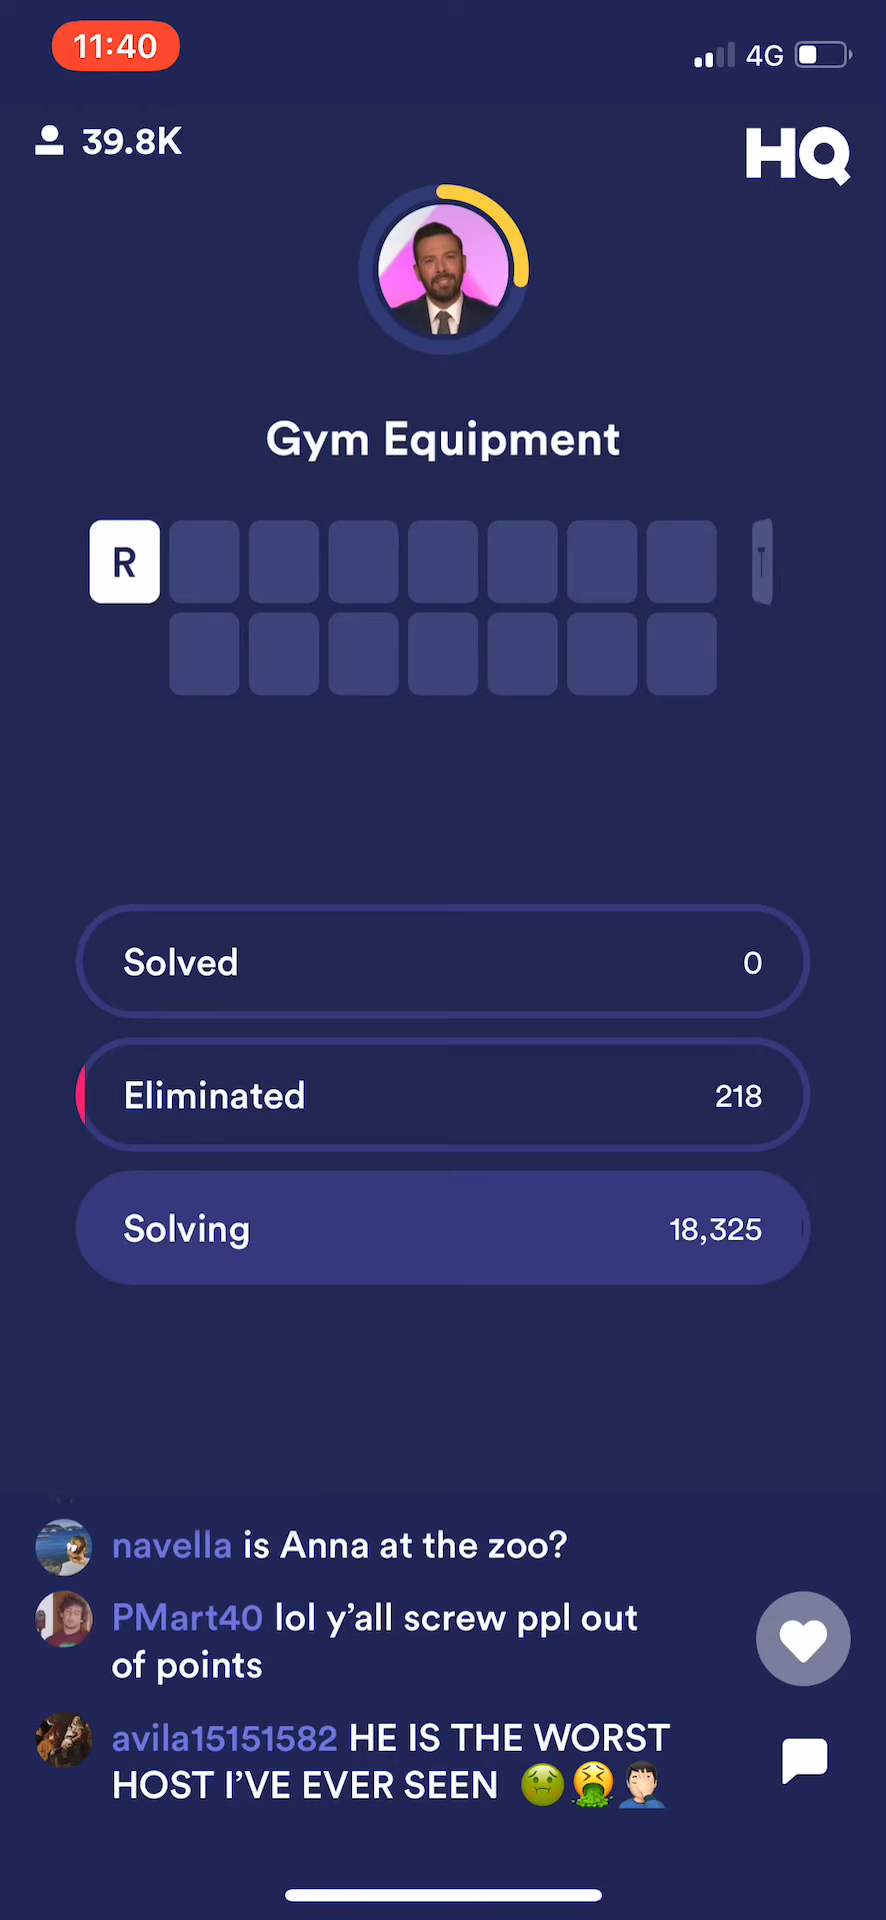 11:40
4G
39.8K
HQ
Gym Equipment
R
Solved 0
Eliminated 218
Solving 18,325
navella is Anna at the zoo?
PMart40 lol y’all screw ppl out
of points
avila15151582 HE IS THE WORST
HOST I’VE EVER SEEN 🤢🤮🤦🏻‍♂️